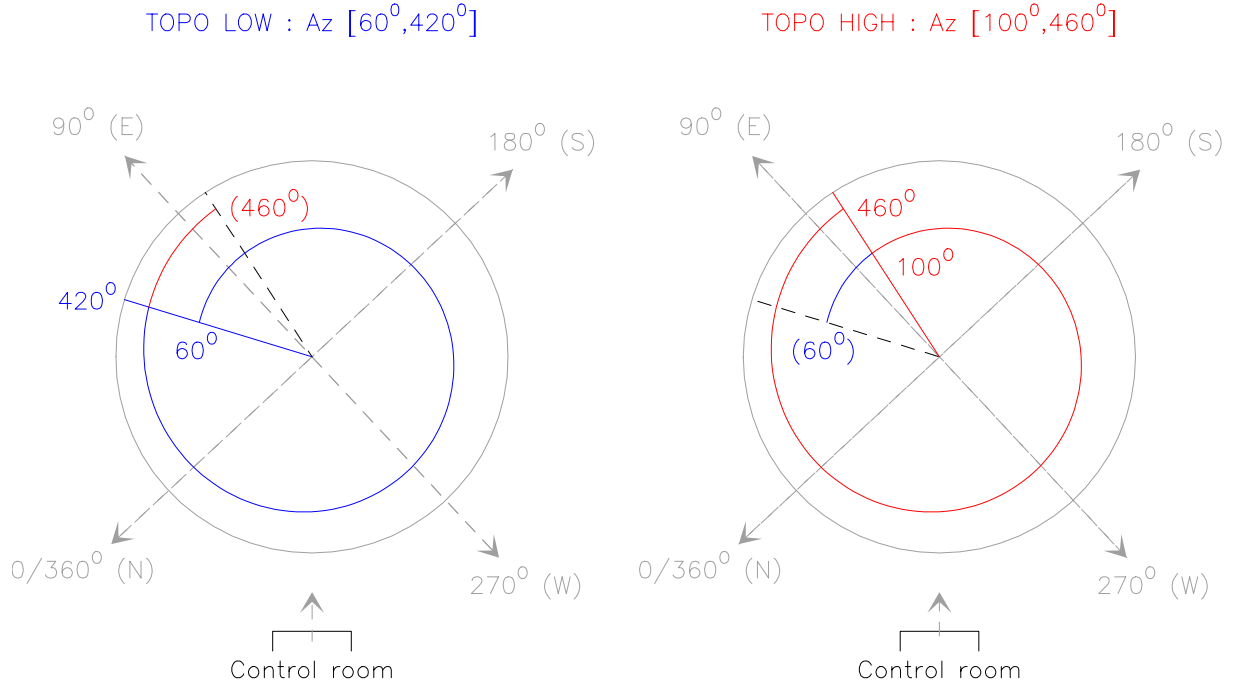 TOPO LOW : Az [60⁰,420⁰]
90⁰ (E)
180⁰ (S)
(460⁰)
420⁰
60⁰
0/360⁰ (N)
270⁰ (W)
Control room
TOPO HIGH : Az [100⁰,460⁰]
90⁰ (E)
180⁰ (S)
460⁰
100⁰
(60⁰)
0/360⁰ (N)
270⁰ (W)
Control room